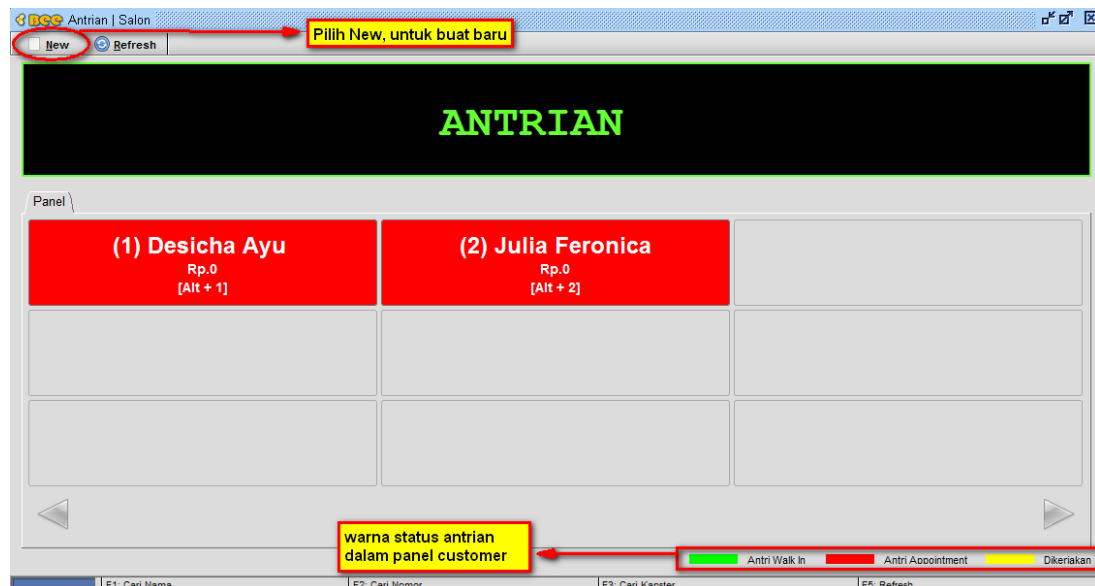 Bee Antrian | Salon
New Refresh
Pilih New, untuk buat baru
ANTRIAN
Panel
(1) Desicha Ayu
Rp.0
[Alt + 1]
(2) Julia Feronica
Rp.0
[Alt + 2]
warna status antrian
dalam panel customer
Antri Walk In Antri Appointment Dikerjakan
F1: Cari Nama F2: Cari Nomor F3: Cari Kapster F5: Refresh